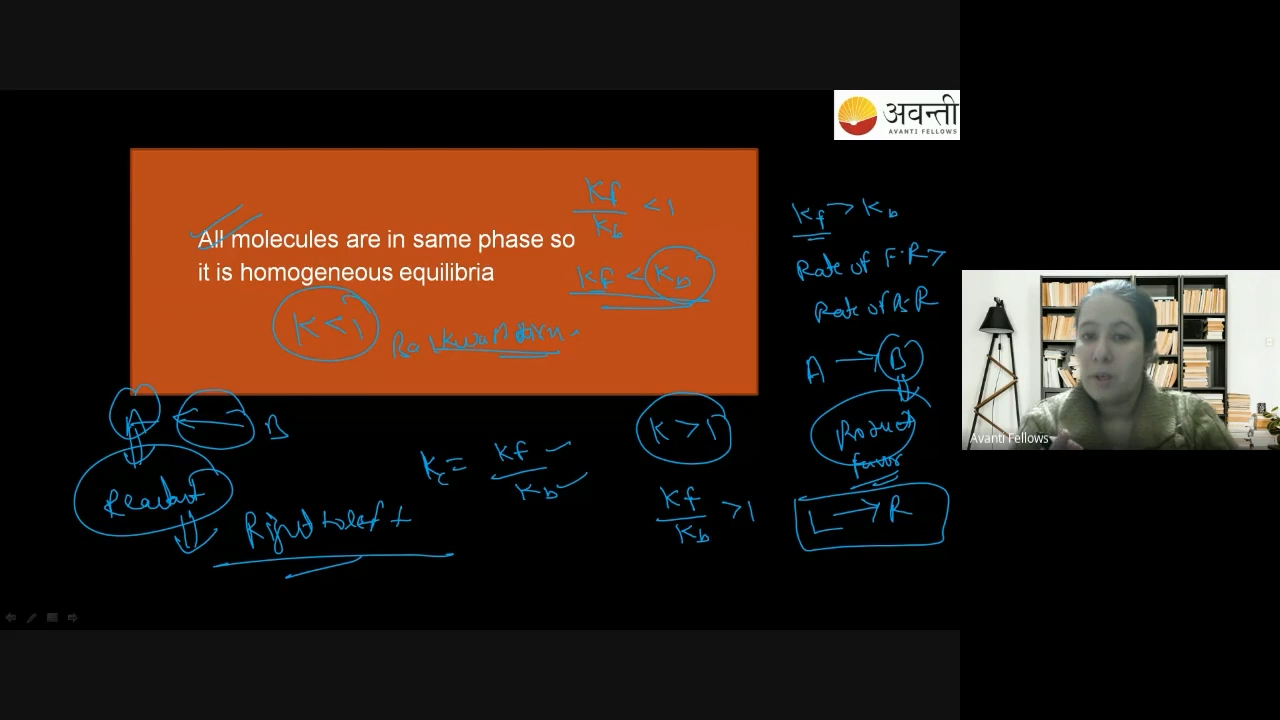 अवन्ती
AVANTI FELLOWS
All molecules are in same phase so
it is homogeneous equilibria
Kf
Kb
< 1
Kf < Kb
K < 1
Kf > Kb
Rate of F.R >
Rate of B.R
A → B
Product
favor
L → R
A ← B
Reactant
Right to left
Kc = Kf
Kb
K > 1
Kf
Kb
> 1
Avanti Fellows